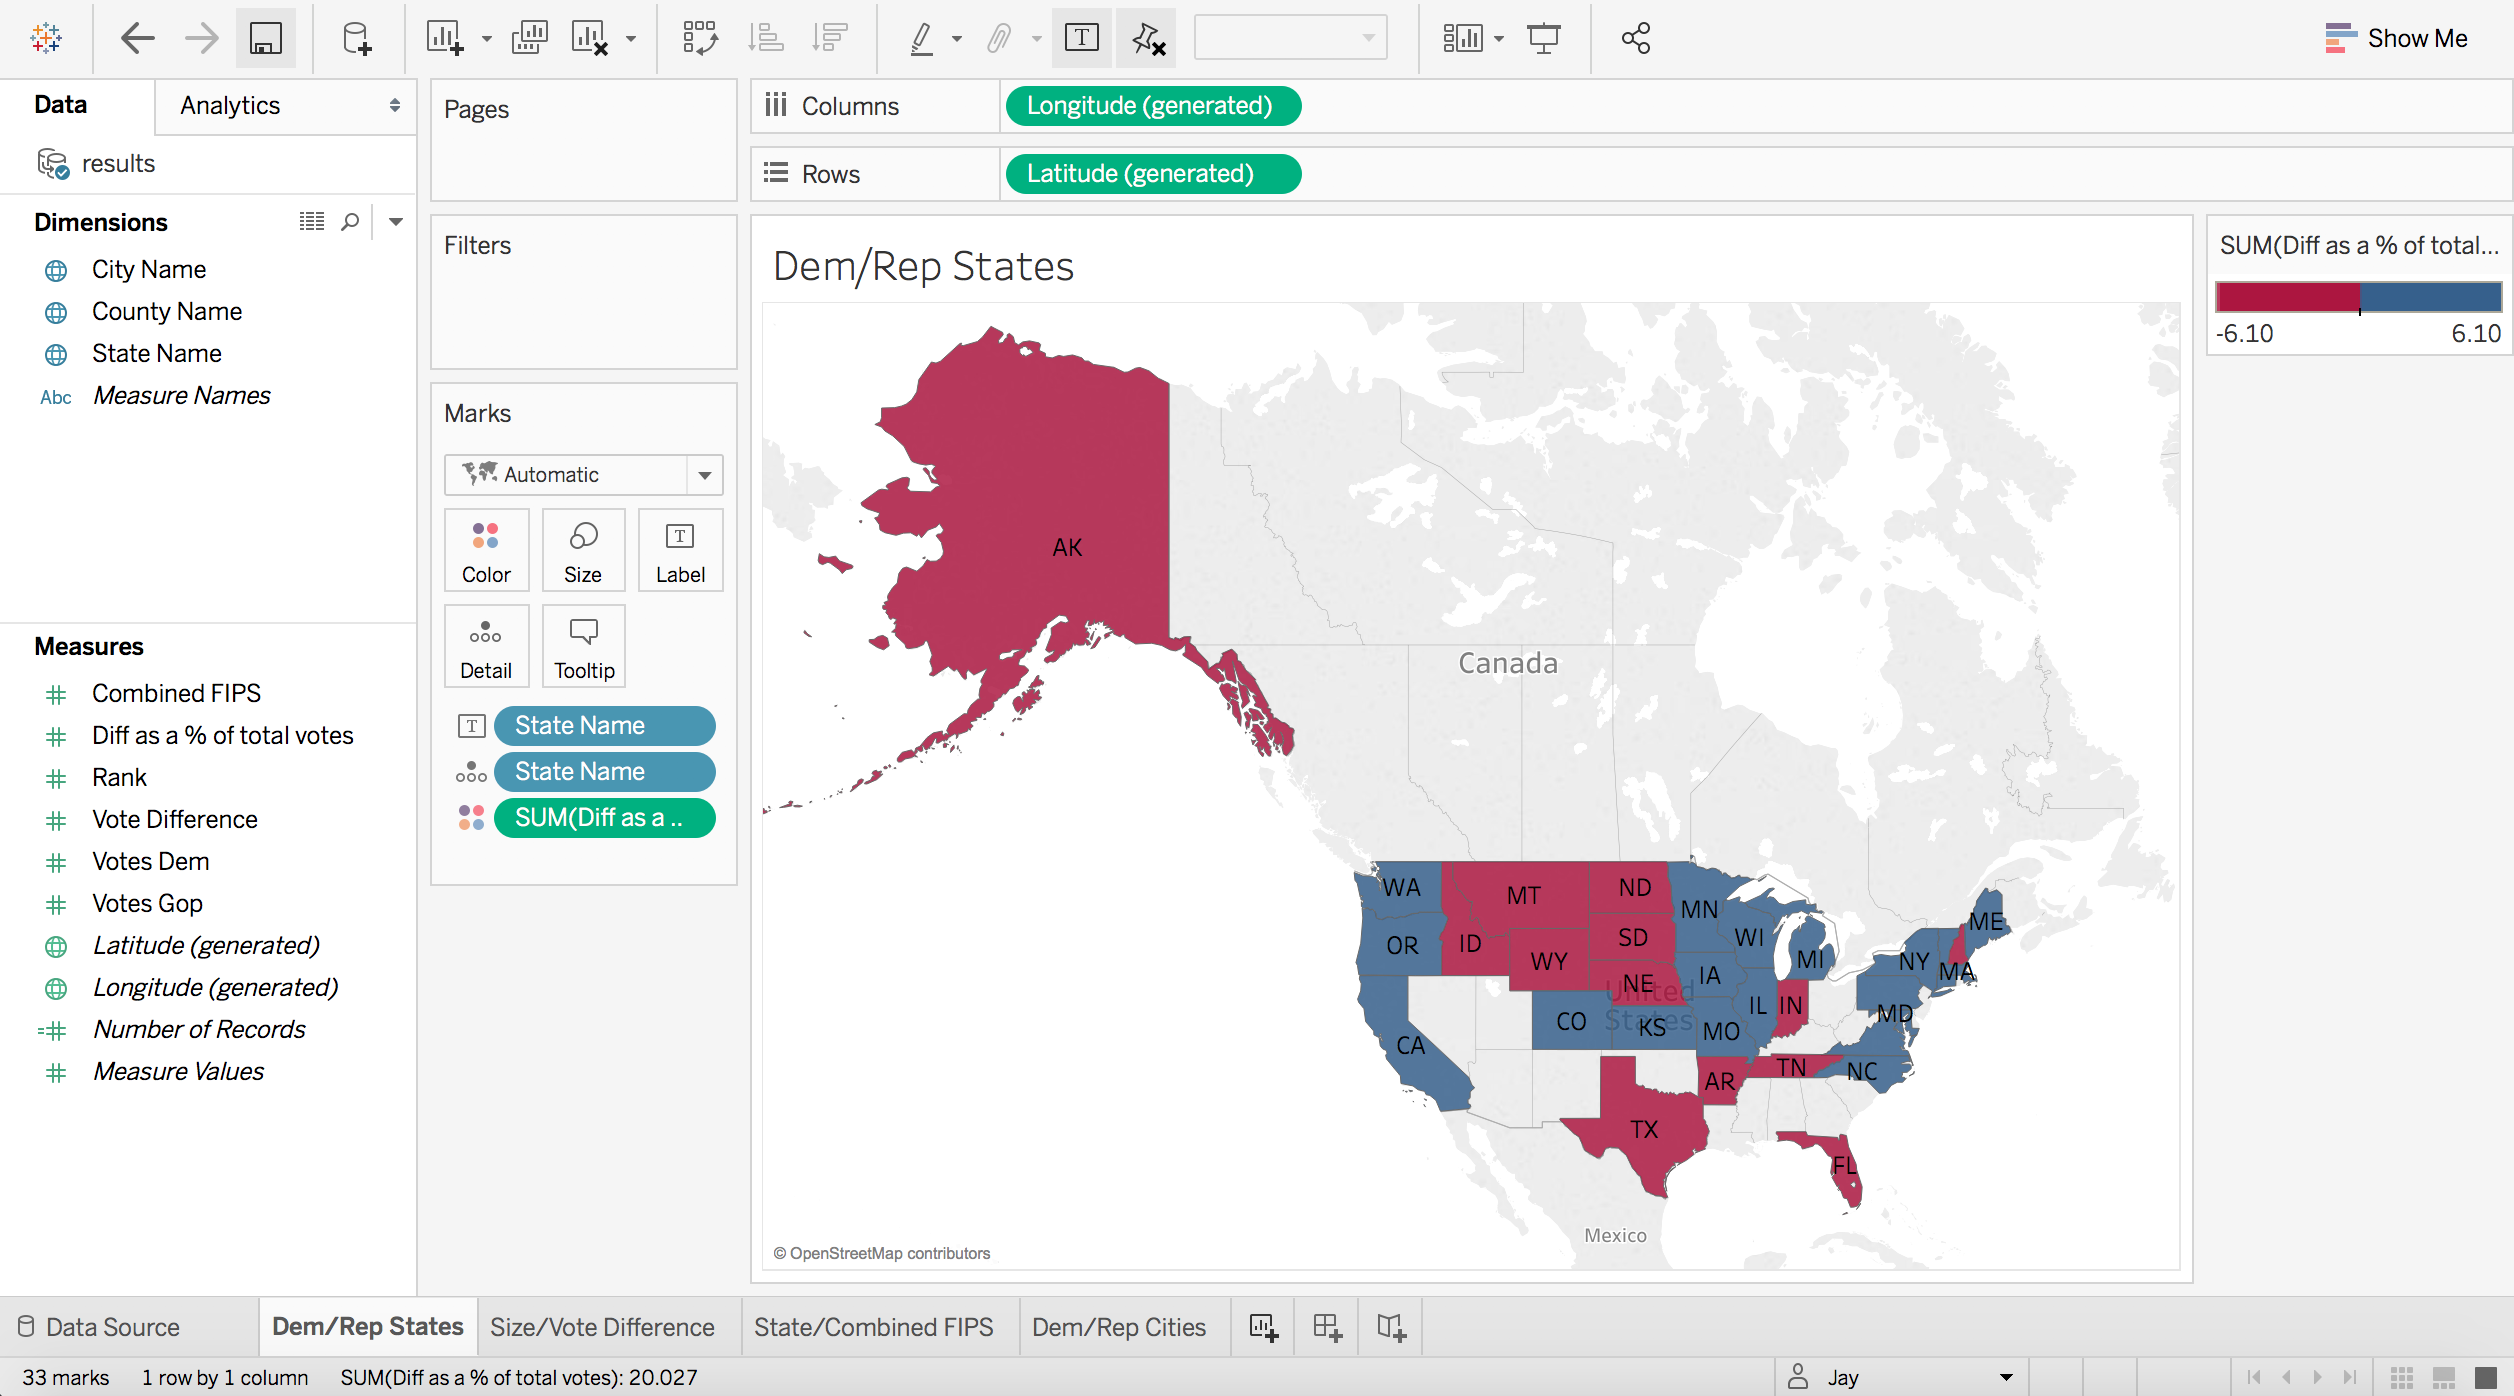 Show Me
Data
Analytics
results
Dimensions
City Name
County Name
State Name
Abc
Measure Names
Measures
Combined FIPS
Diff as a % of total votes
Rank
Vote Difference
Votes Dem
Votes Gop
Latitude (generated)
Longitude (generated)
Number of Records
Measure Values
Pages
Filters
Marks
Automatic
Color
Size
T
Label
Detail
Tooltip
T
State Name
State Name
SUM(Diff as a ..
Columns
Longitude (generated)
Rows
Latitude (generated)
Dem/Rep States
AK
Canada
WA
MT
ND
MN
ME
OR
ID
SD
WI
MI
NY
MA
WY
NE
IA
United
States
IL
IN
MD
CO
KS
MO
CA
TN
NC
AR
TX
FL
Mexico
© OpenStreetMap contributors
SUM(Diff as a % of total...
-6.10
6.10
Data Source
Dem/Rep States
Size/Vote Difference
State/Combined FIPS
Dem/Rep Cities
33 marks
1 row by 1 column
SUM(Diff as a % of total votes): 20.027
Jay